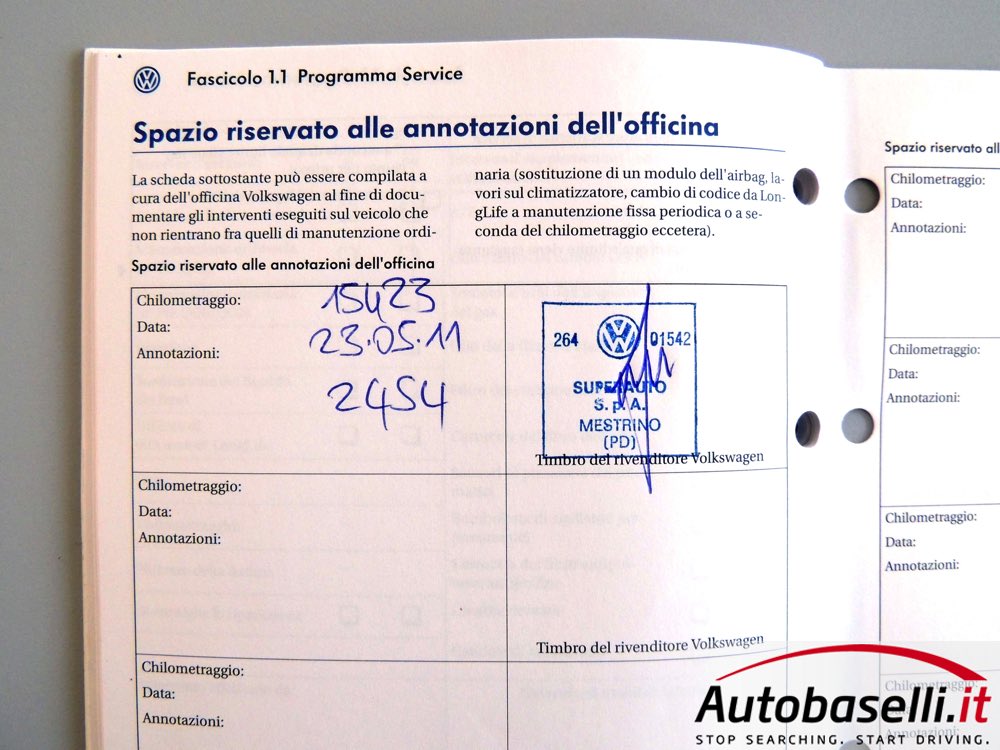 Fascicolo 1.1 Programma Service
Spazio riservato alle annotazioni dell'officina
La scheda sottostante può essere compilata a
cura dell'officina Volkswagen al fine di docu-
mentare gli interventi eseguiti sul veicolo che
non rientrano fra quelli di manutenzione ordi-
naria (sostituzione di un modulo dell'airbag, la-
vori sul climatizzatore, cambio di codice da Lon-
gLife a manutenzione fissa periodica o a se-
conda del chilometraggio eccetera).
Spazio riservato alle annotazioni dell'officina
Chilometraggio: 15423
Data: 23.05.11
Annotazioni: 2454
264 01542
SUPERAUTO
S.p.A.
MESTRINO
(PD)
Timbro del rivenditore Volkswagen
Chilometraggio:
Data:
Annotazioni:
Timbro del rivenditore Volkswagen
Chilometraggio:
Data:
Annotazioni:
Spazio riservato all
Chilometraggio:
Data:
Annotazioni:
Chilometraggio:
Data:
Annotazioni:
Chilometraggio:
Data:
Annotazioni:
Chilometraggio:
Data:
Annotazioni:
Autobaselli.it
STOP SEARCHING. START DRIVING.